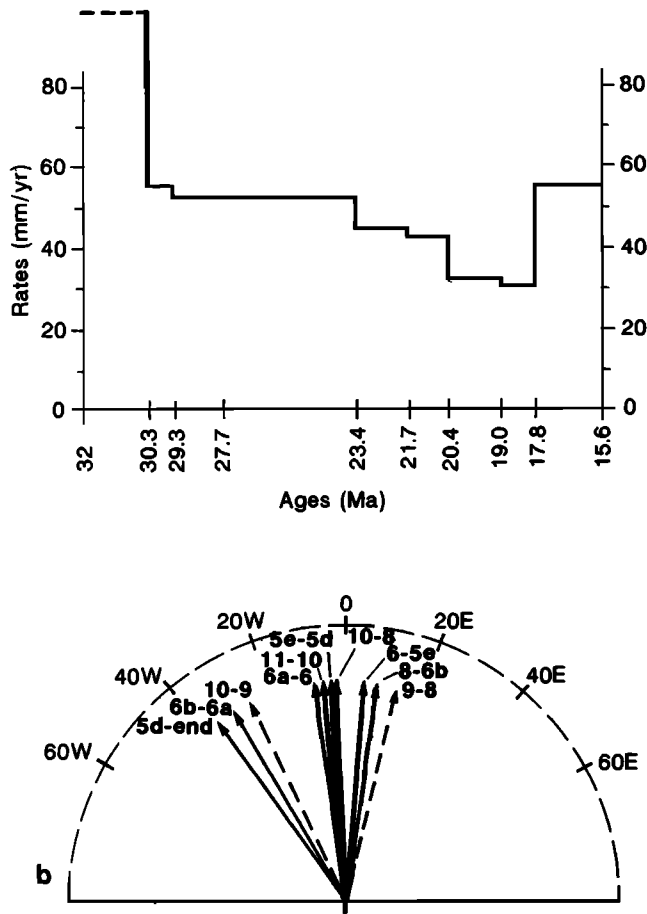 80
60
40
20
0
Rates (mm/yr)
80
60
40
20
0
32
30.3
29.3
27.7
23.4
21.7
20.4
19.0
17.8
15.6
Ages (Ma)
0
20W
20E
5e-5d
10-8
11-10
6-5e
6a-6
8-6b
40W
10-9
9-8
40E
6b-6a
5d-end
60W
60E
b